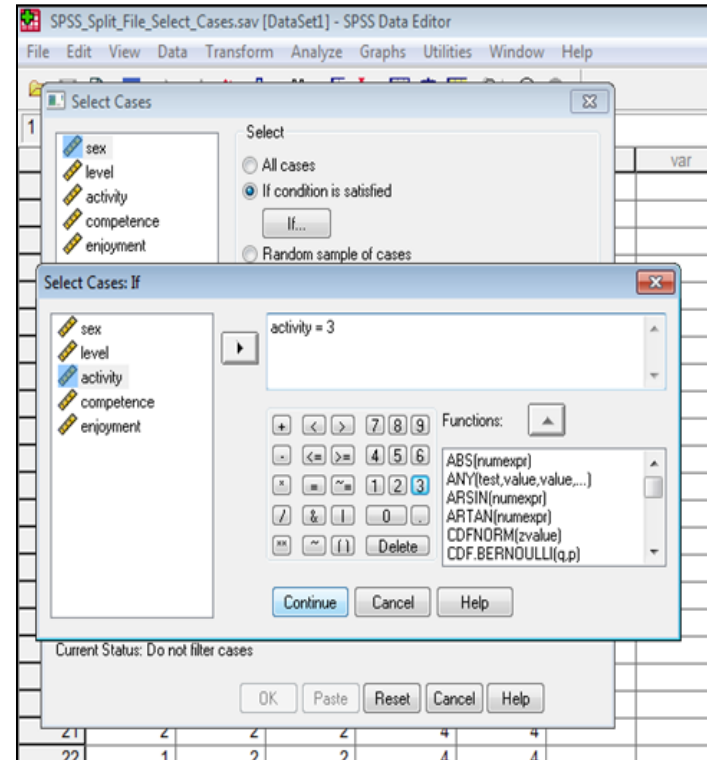 SPSS_Split_File_Select_Cases.sav [DataSet1] - SPSS Data Editor
File Edit View Data Transform Analyze Graphs Utilities Window Help
Select Cases
1
var
sex
level
activity
competence
enjoyment
Select
All cases
If condition is satisfied
If...
Random sample of cases
Select Cases: If
sex
level
activity
competence
enjoyment
activity = 3
+ < > 7 8 9
- <= >= 4 5 6
* = ~= 1 2 3
/ & | 0 .
** ~ () Delete
Functions:
ABS(numexpr)
ANY(test,value,value,...)
ARSIN(numexpr)
ARTAN(numexpr)
CDFNORM(zvalue)
CDF.BERNOULLI(q,p)
Continue Cancel Help
Current Status: Do not filter cases
OK Paste Reset Cancel Help
21 2 2 2 4 4
22 1 2 2 4 4